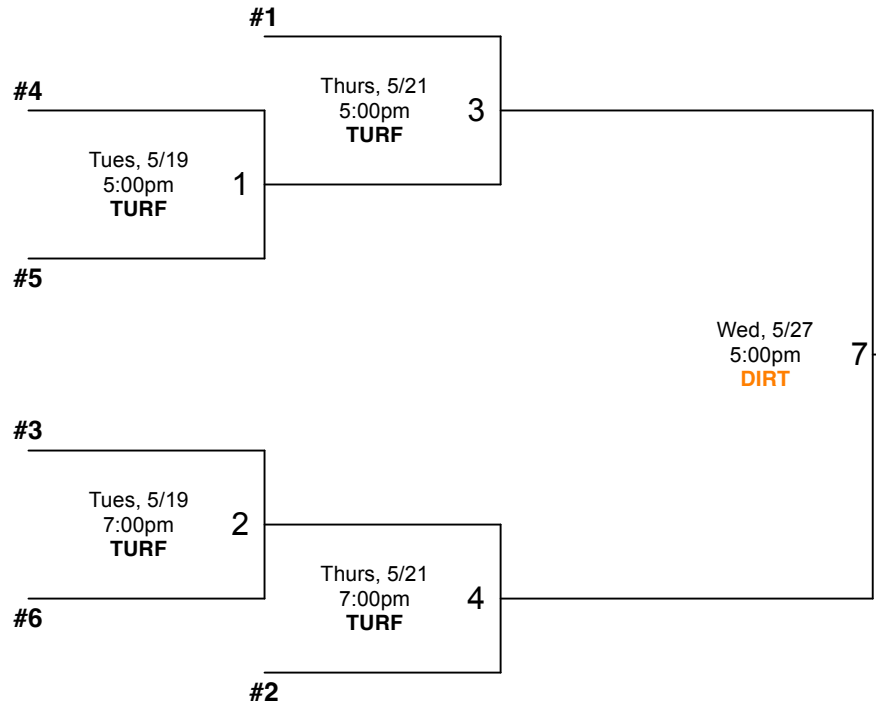 #1
Thurs, 5/21
5:00pm
TURF
3
#4
Tues, 5/19
5:00pm
TURF
1
#5
Wed, 5/27
5:00pm
DIRT
7
#3
Tues, 5/19
7:00pm
TURF
2
#6
Thurs, 5/21
7:00pm
TURF
4
#2